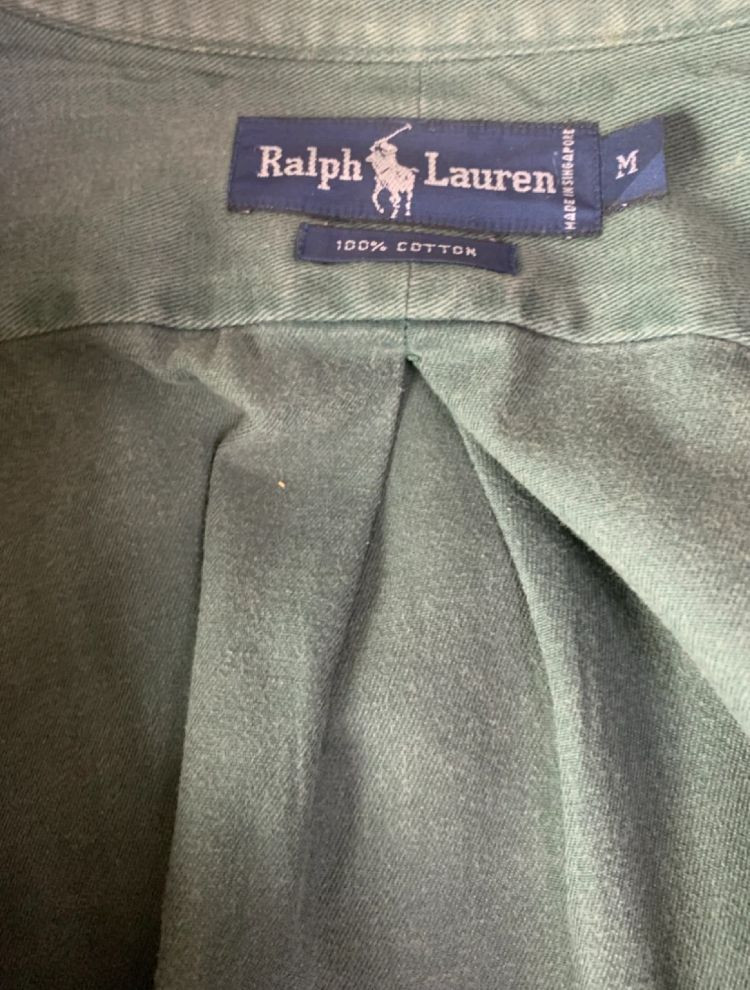 Ralph Lauren
MADE IN SINGAPORE
M
100% COTTON